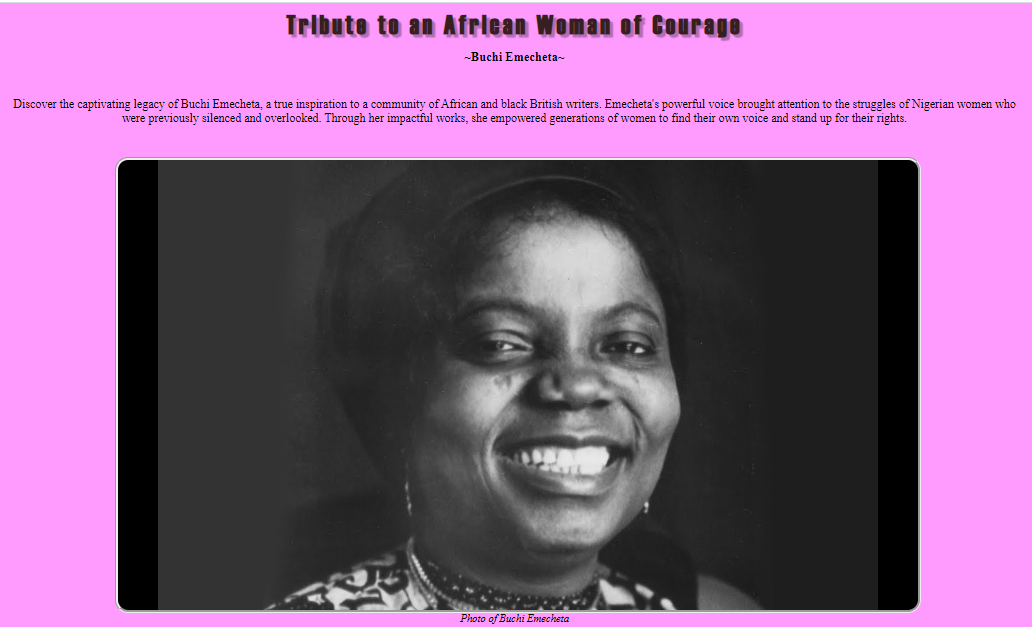 Tribute to an African Woman of Courage
~Buchi Emecheta~
Discover the captivating legacy of Buchi Emecheta, a true inspiration to a community of African and black British writers. Emecheta's powerful voice brought attention to the struggles of Nigerian women who
were previously silenced and overlooked. Through her impactful works, she empowered generations of women to find their own voice and stand up for their rights.
Photo of Buchi Emecheta